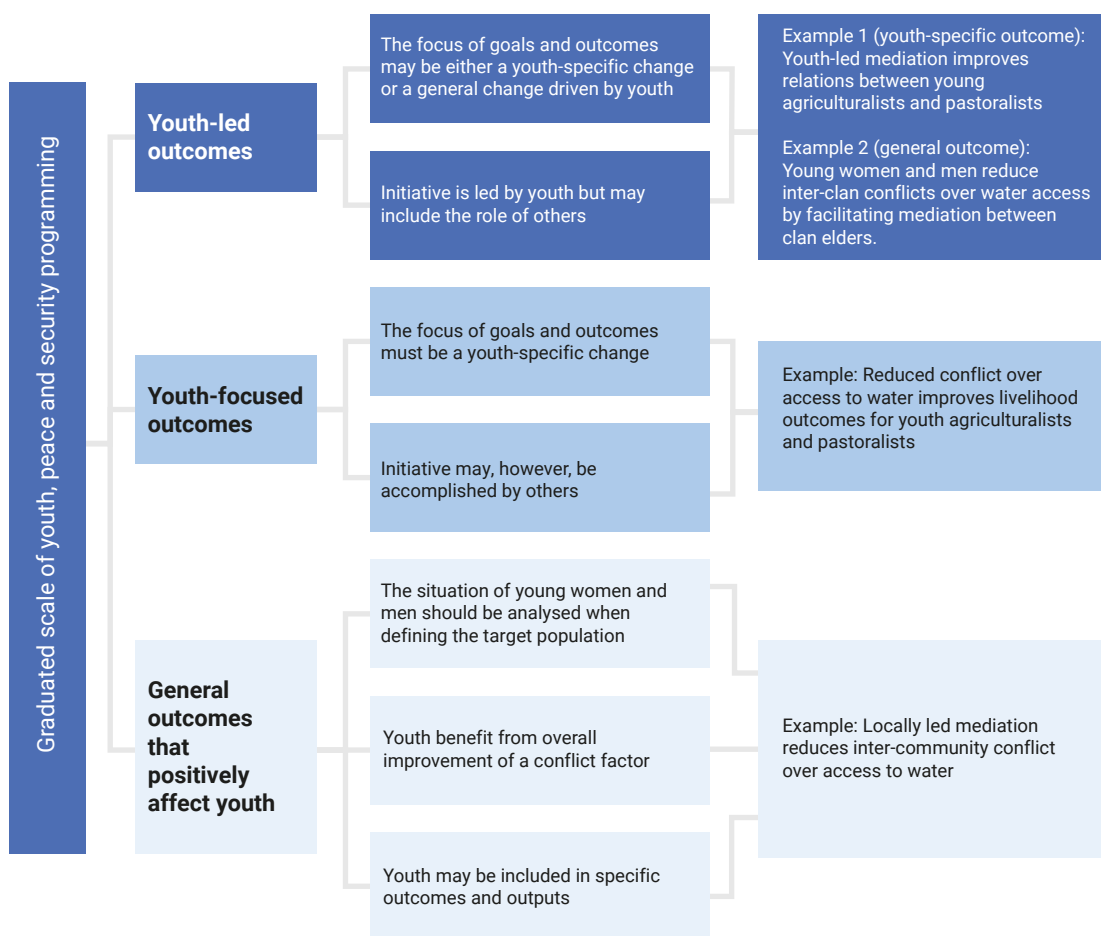 Graduated scale of youth, peace and security programming
Youth-led
outcomes
The focus of goals and outcomes
may be either a youth-specific change
or a general change driven by youth
Initiative is led by youth but may
include the role of others
Example 1 (youth-specific outcome):
Youth-led mediation improves
relations between young
agriculturalists and pastoralists
Example 2 (general outcome):
Young women and men reduce
inter-clan conflicts over water access
by facilitating mediation between
clan elders.
Youth-focused
outcomes
The focus of goals and outcomes
must be a youth-specific change
Initiative may, however, be
accomplished by others
Example: Reduced conflict over
access to water improves livelihood
outcomes for youth agriculturalists
and pastoralists
General
outcomes
that
positively
affect youth
The situation of young women and
men should be analysed when
defining the target population
Youth benefit from overall
improvement of a conflict factor
Youth may be included in specific
outcomes and outputs
Example: Locally led mediation
reduces inter-community conflict
over access to water